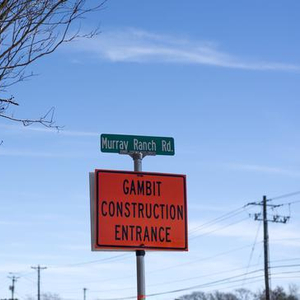 Murray Ranch Rd.
GAMBIT
CONSTRUCTION
ENTRANCE